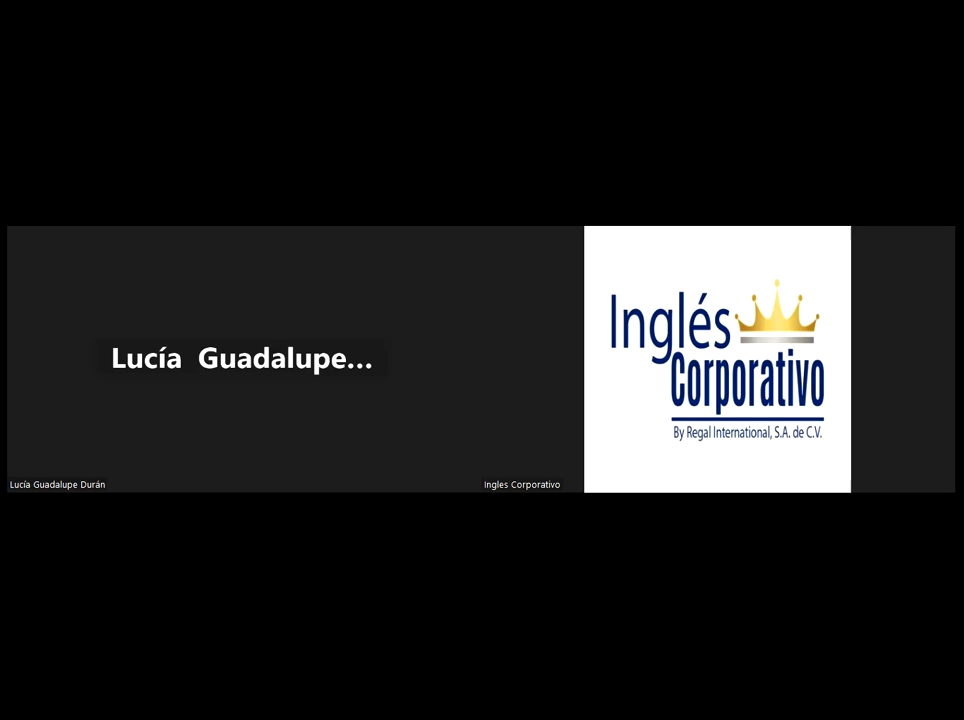 Lucía Guadalupe...
Inglés
Corporativo
By Regal International, S.A. de C.V.
Lucía Guadalupe Durán
Ingles Corporativo